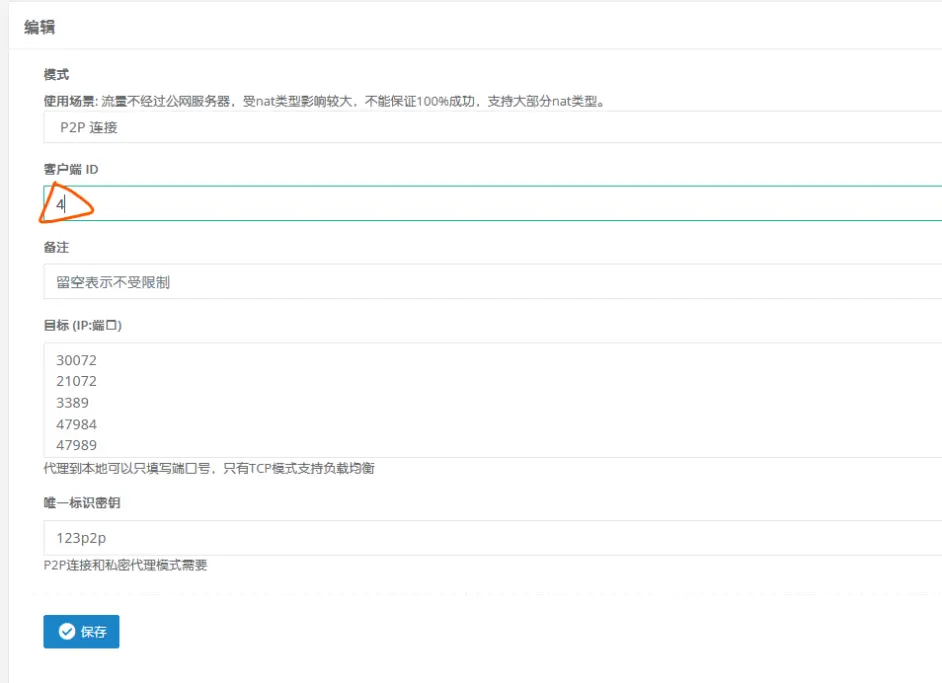 编辑
模式
使用场景: 流量不经过公网服务器，受nat类型影响较大，不能保证100%成功，支持大部分nat类型。
P2P 连接
客户端 ID
4
备注
留空表示不受限制
目标 (IP:端口)
30072
21072
3389
47984
47989
代理到本地可以只填写端口号，只有TCP模式支持负载均衡
唯一标识密钥
123p2p
P2P连接和私密代理模式需要
保存